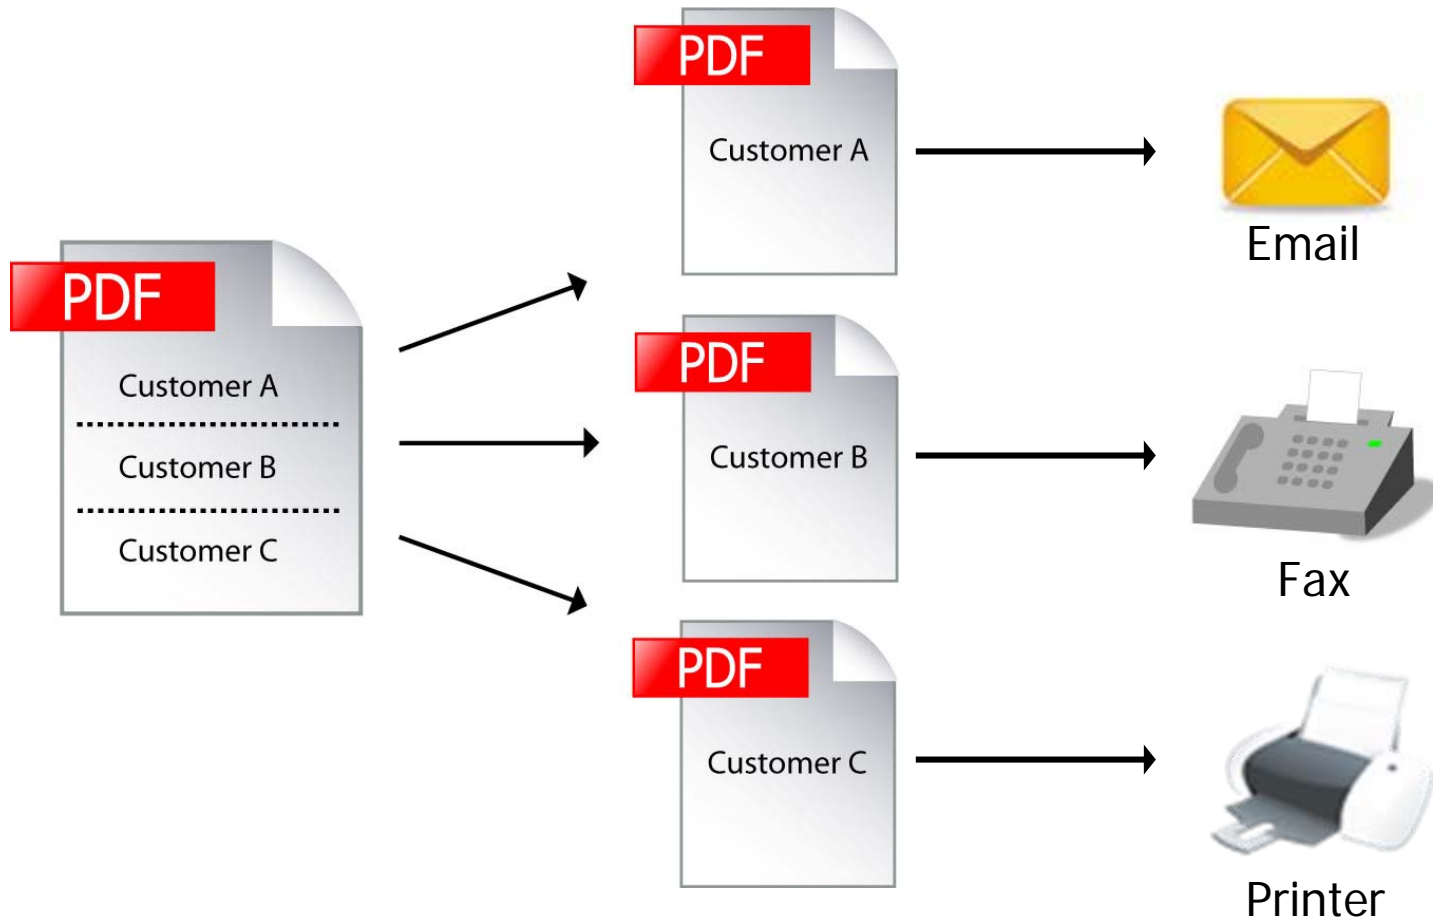 PDF
Customer A
Customer B
Customer C
PDF
Customer A
Email
PDF
Customer B
Fax
PDF
Customer C
Printer